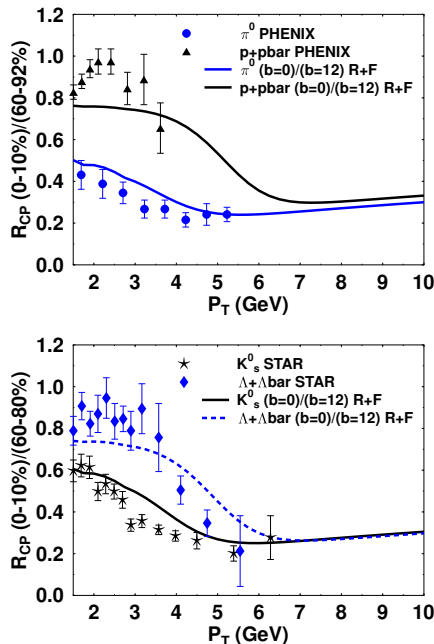 π⁰ PHENIX
p+pbar PHENIX
π⁰ (b=0)/(b=12) R+F
p+pbar (b=0)/(b=12) R+F
1.2
1.0
0.8
0.6
0.4
0.2
0.0
R_CP (0-10%)/(60-92%)
2 3 4 5 6 7 8 9 10
P_T (GeV)
K⁰_s STAR
Λ+Λbar STAR
K⁰_s (b=0)/(b=12) R+F
Λ+Λbar (b=0)/(b=12) R+F
1.2
1.0
0.8
0.6
0.4
0.2
0.0
R_CP (0-10%)/(60-80%)
2 3 4 5 6 7 8 9 10
P_T (GeV)